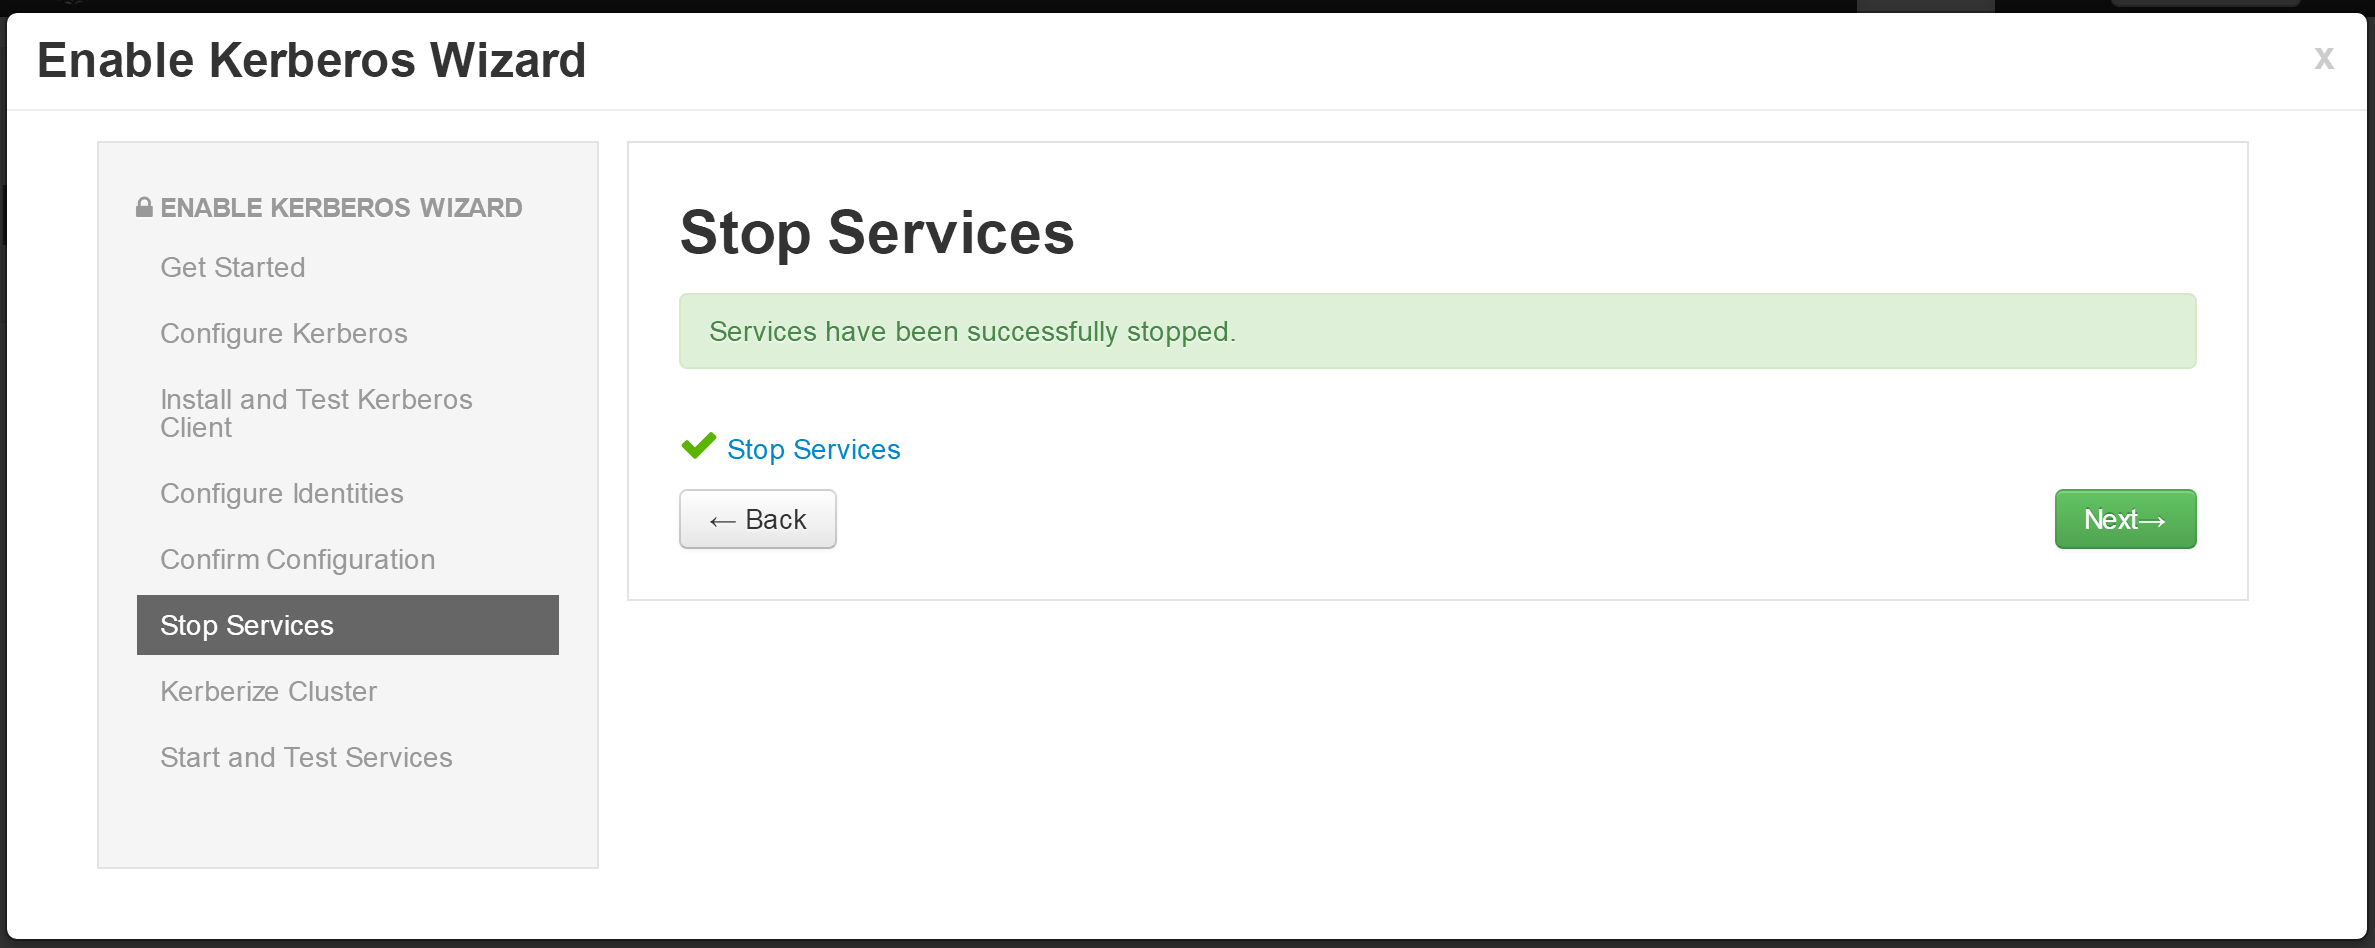 Enable Kerberos Wizard
x
ENABLE KERBEROS WIZARD
Get Started
Configure Kerberos
Install and Test Kerberos
Client
Configure Identities
Confirm Configuration
Stop Services
Kerberize Cluster
Start and Test Services
Stop Services
Services have been successfully stopped.
Stop Services
← Back
Next→